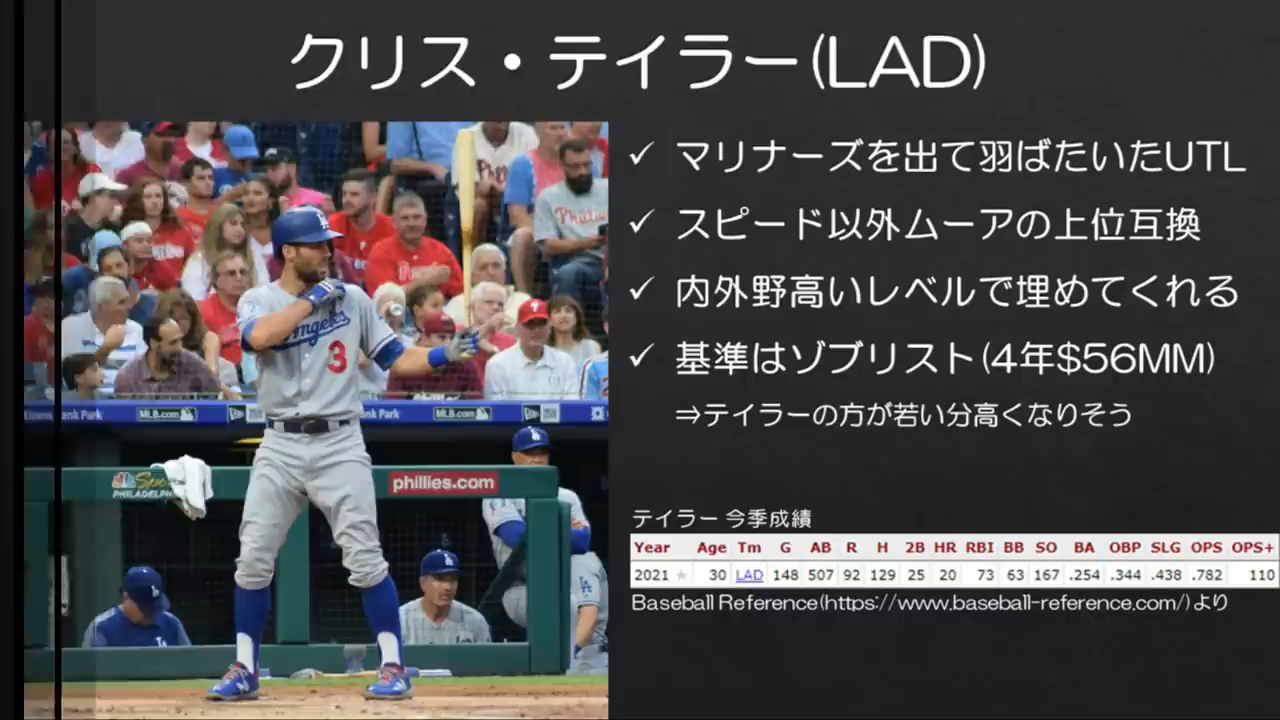 クリス・テイラー(LAD)
✓ マリナーズを出て羽ばたいたUTL
✓ スピード以外ムーアの上位互換
✓ 内外野高いレベルで埋めてくれる
✓ 基準はゾブリスト(4年$56MM)
⇒テイラーの方が若い分高くなりそう
Phillies
Angeles
3
Bank Park MLB.com Bank Park MLB.com
phillies.com
PHILADELPHIA
テイラー 今季成績
Year Age Tm G AB R H 2B HR RBI BB SO BA OBP SLG OPS OPS+
2021 ★ 30 LAD 148 507 92 129 25 20 73 63 167 .254 .344 .438 .782 110
Baseball Reference(https://www.baseball-reference.com/)より